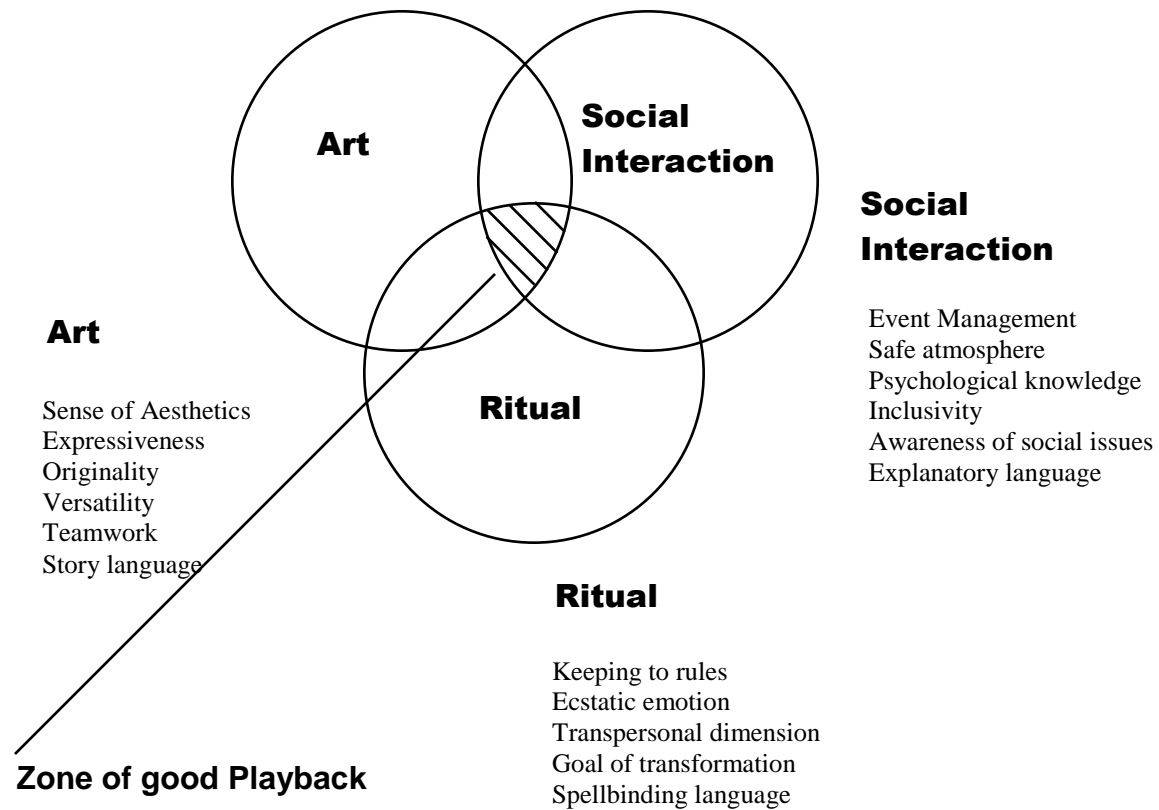 Art
Social
Interaction
Ritual
Art
Sense of Aesthetics
Expressiveness
Originality
Versatility
Teamwork
Story language
Social
Interaction
Event Management
Safe atmosphere
Psychological knowledge
Inclusivity
Awareness of social issues
Explanatory language
Ritual
Keeping to rules
Ecstatic emotion
Transpersonal dimension
Goal of transformation
Spellbinding language
Zone of good Playback